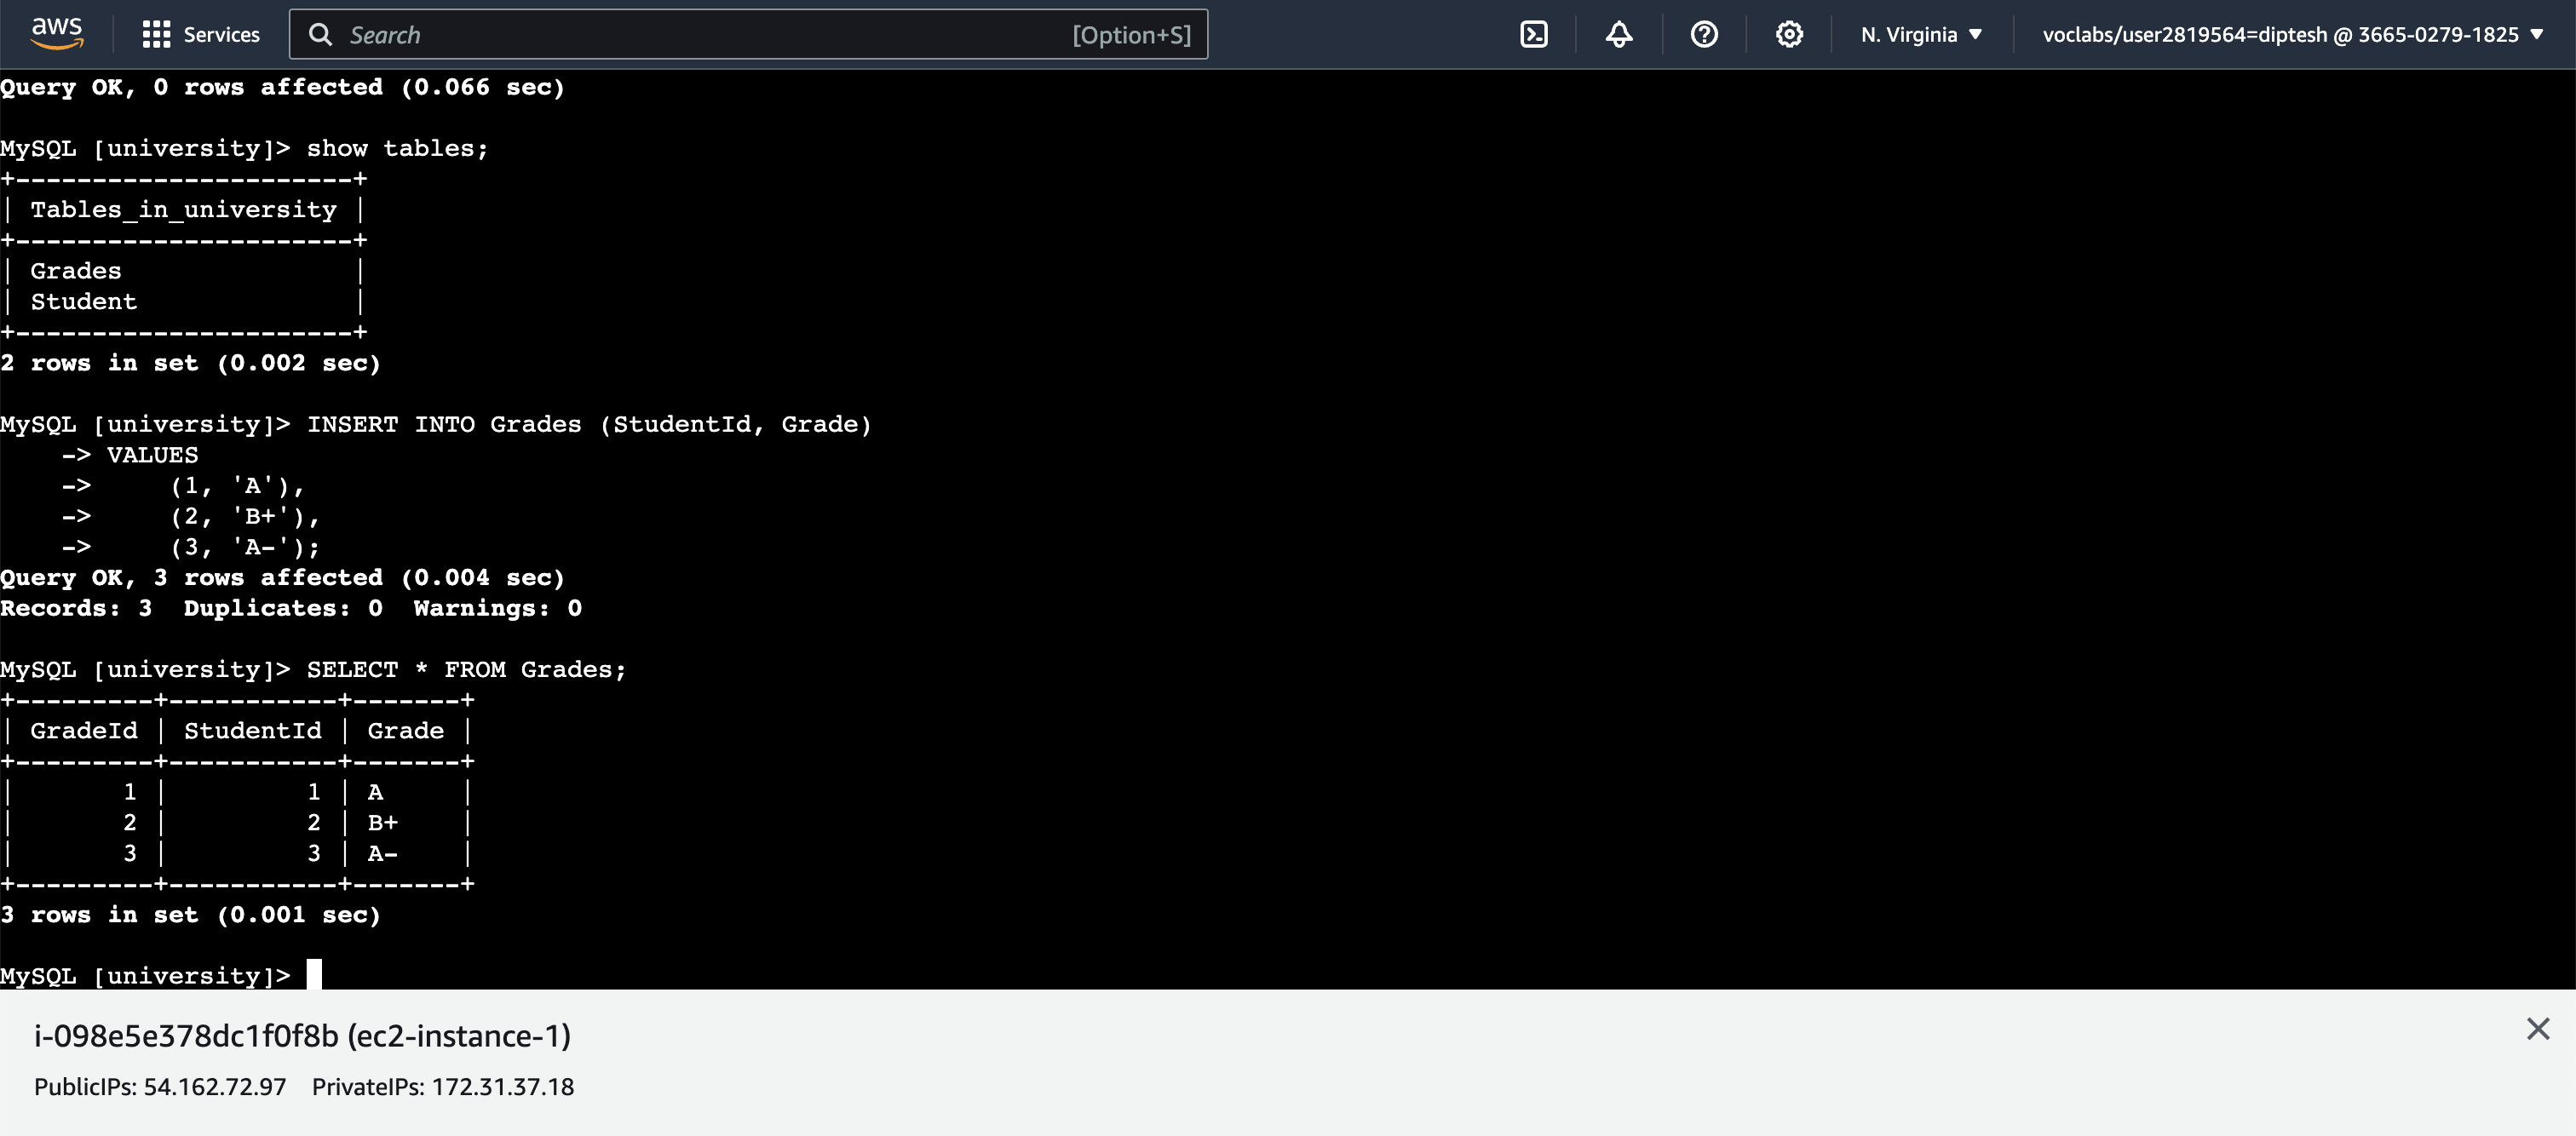 aws Services Search [Option+S] N. Virginia ▼ voclabs/user2819564=diptesh @ 3665-0279-1825 ▼
Query OK, 0 rows affected (0.066 sec)
MySQL [university]> show tables;
+----------------------+
| Tables_in_university |
+----------------------+
| Grades               |
| Student              |
+----------------------+
2 rows in set (0.002 sec)
MySQL [university]> INSERT INTO Grades (StudentId, Grade)
    -> VALUES
    ->     (1, 'A'),
    ->     (2, 'B+'),
    ->     (3, 'A-');
Query OK, 3 rows affected (0.004 sec)
Records: 3  Duplicates: 0  Warnings: 0
MySQL [university]> SELECT * FROM Grades;
+---------+-----------+-------+
| GradeId | StudentId | Grade |
+---------+-----------+-------+
|       1 |         1 | A     |
|       2 |         2 | B+    |
|       3 |         3 | A-    |
+---------+-----------+-------+
3 rows in set (0.001 sec)
MySQL [university]>
i-098e5e378dc1f0f8b (ec2-instance-1)
PublicIPs: 54.162.72.97 PrivateIPs: 172.31.37.18